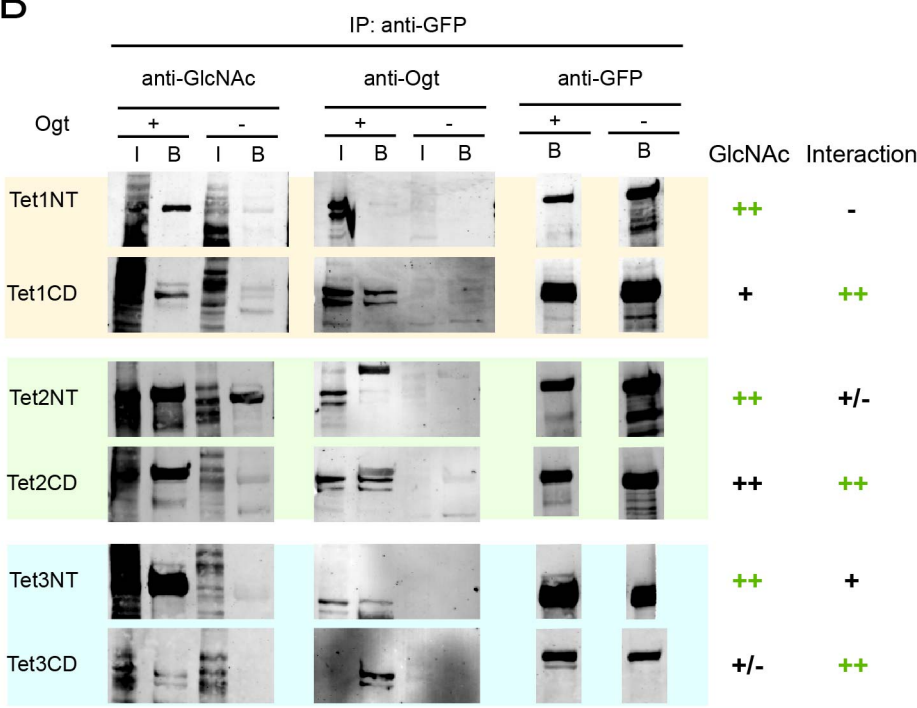 B
IP: anti-GFP
anti-GlcNAc anti-Ogt anti-GFP
Ogt + - + - + -
I B I B I B I B B B GlcNAc Interaction
Tet1NT ++ -
Tet1CD + ++
Tet2NT ++ +/-
Tet2CD ++ ++
Tet3NT ++ +
Tet3CD +/- ++